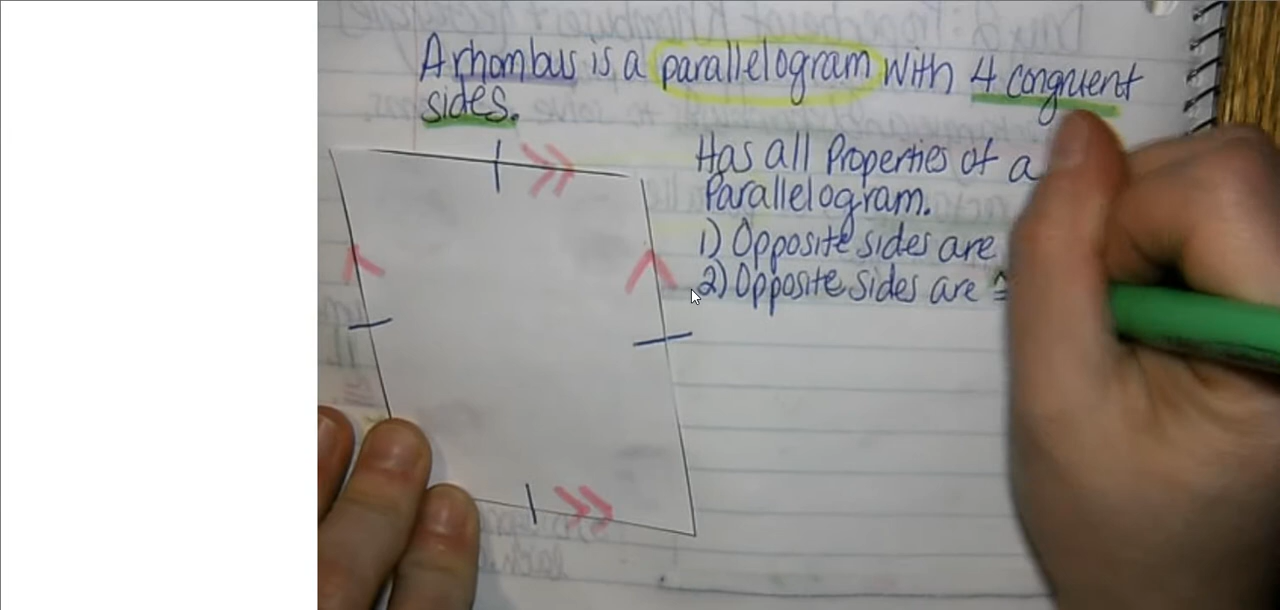 A rhombus is a parallelogram with 4 congruent
sides.
Has all Properties of a
Parallelogram.
1) Opposite sides are
2) Opposite sides are ≅